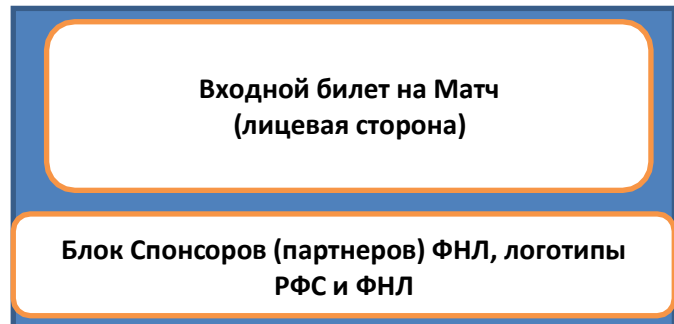 Входной билет на Матч
(лицевая сторона)
Блок Спонсоров (партнеров) ФНЛ, логотипы
РФС и ФНЛ